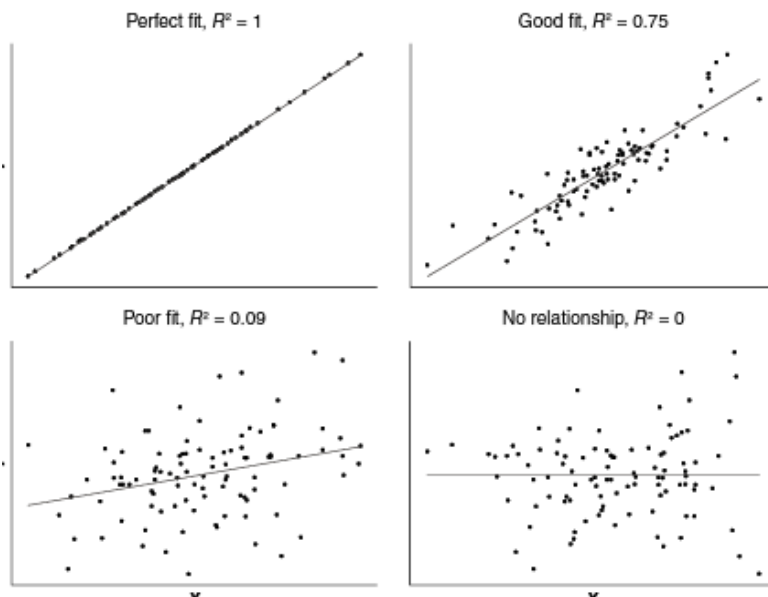 Perfect fit, R² = 1
Good fit, R² = 0.75
Poor fit, R² = 0.09
No relationship, R² = 0